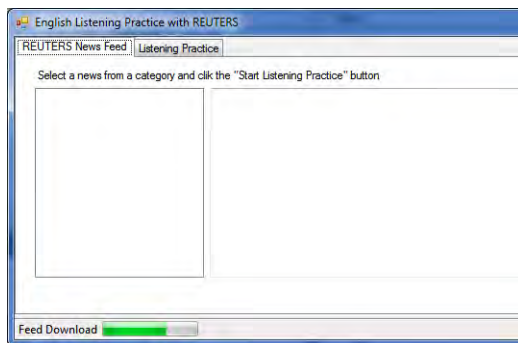 English Listening Practice with REUTERS
REUTERS News Feed Listening Practice
Select a news from a category and clik the "Start Listening Practice" button
Feed Download